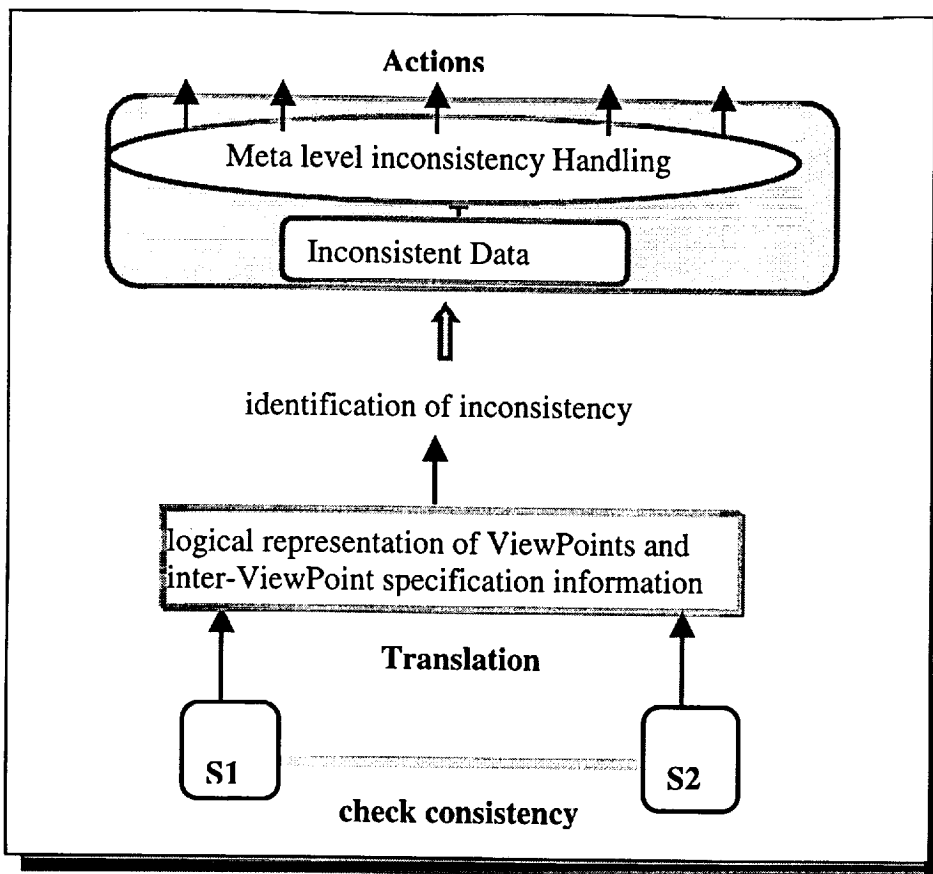 Actions
Meta level inconsistency Handling
Inconsistent Data
identification of inconsistency
logical representation of ViewPoints and
inter-ViewPoint specification information
Translation
S1
S2
check consistency